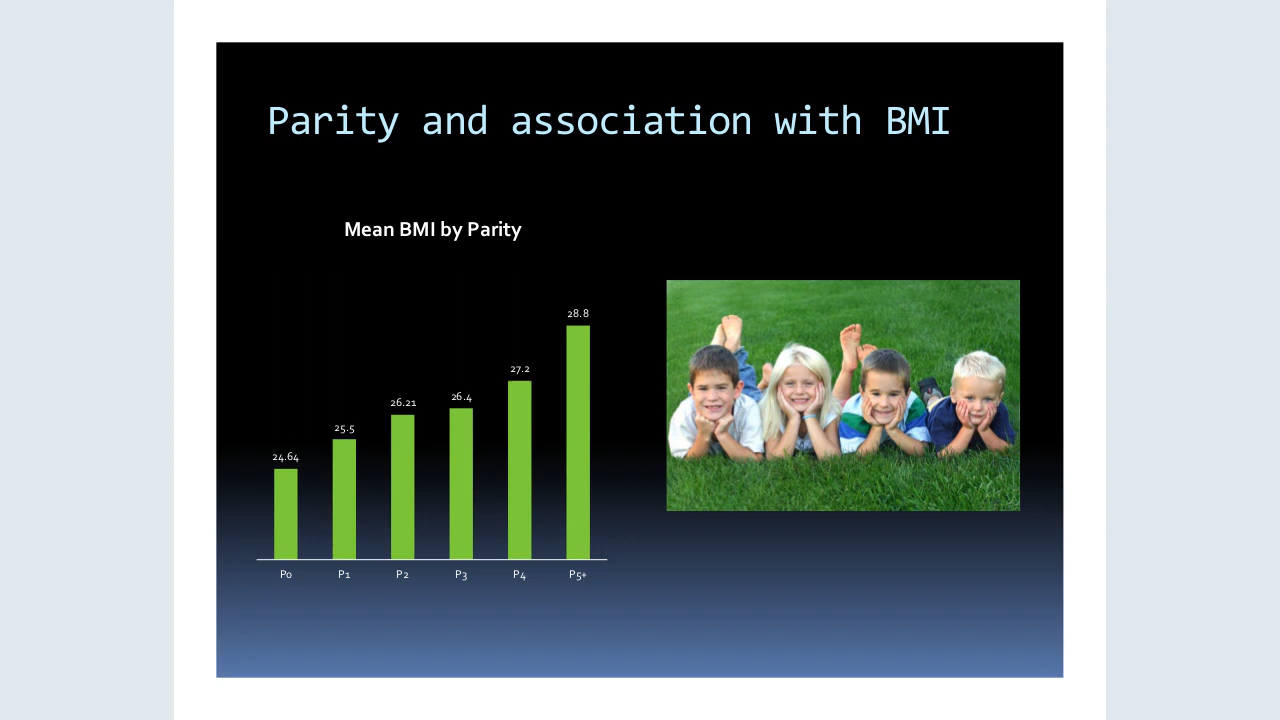 Parity and association with BMI
Mean BMI by Parity
28.8
27.2
26.4
26.21
25.5
24.64
P0 P1 P2 P3 P4 P5+